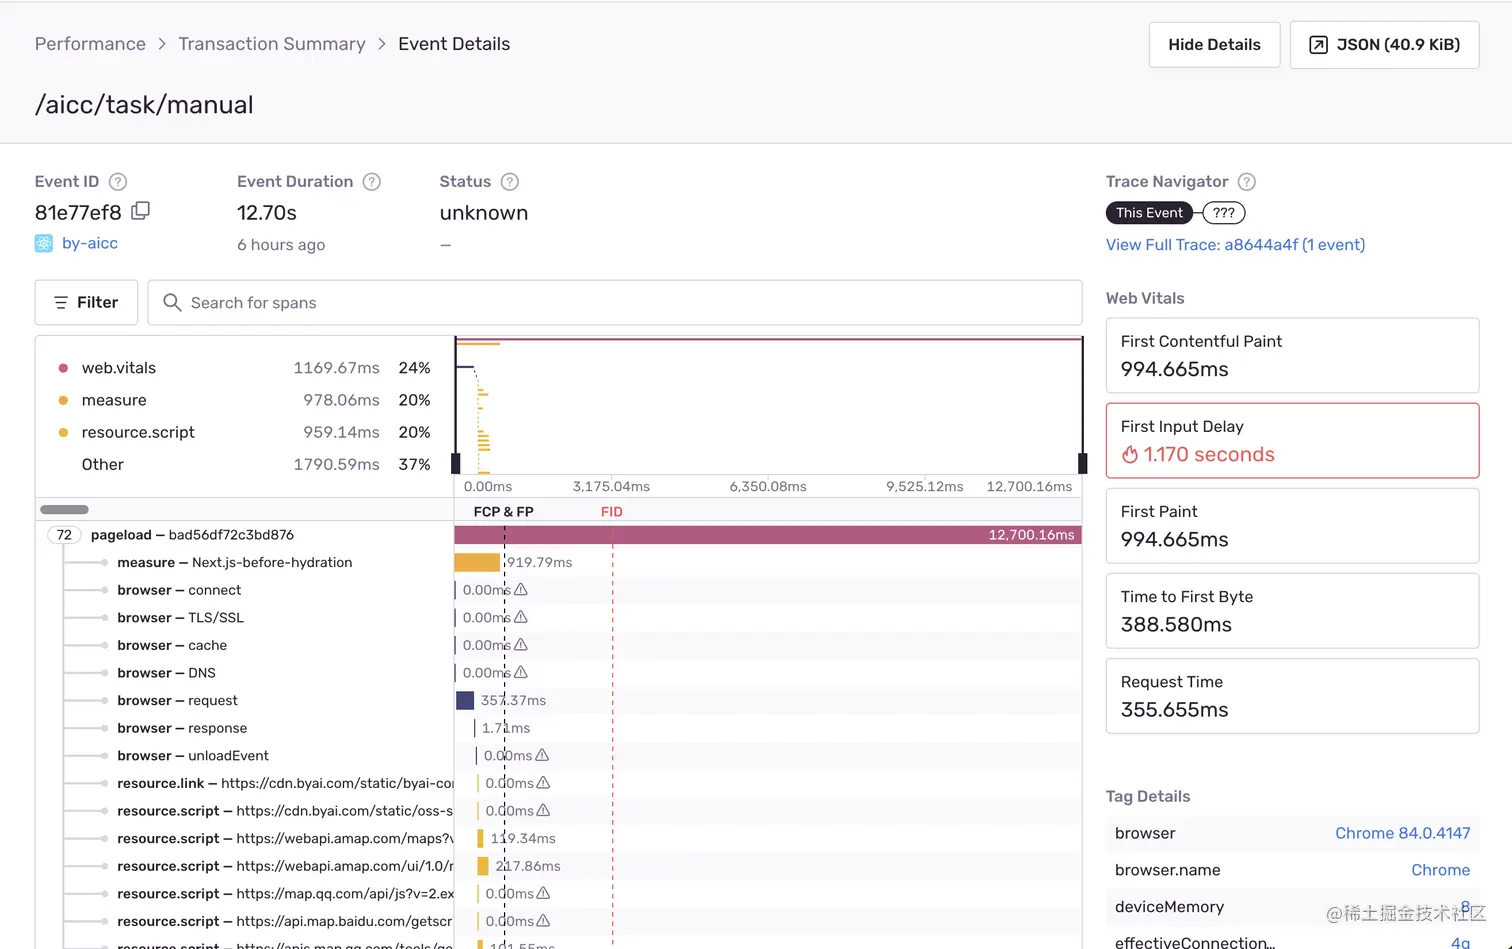 Performance > Transaction Summary > Event Details
Hide Details
JSON (40.9 KiB)
/aicc/task/manual
Event ID
81e77ef8
by-aicc
Event Duration
12.70s
6 hours ago
Status
unknown
—
Filter
Search for spans
web.vitals 1169.67ms 24%
measure 978.06ms 20%
resource.script 959.14ms 20%
Other 1790.59ms 37%
0.00ms 3,175.04ms 6,350.08ms 9,525.12ms 12,700.16ms
FCP & FP FID
72 pageload — bad56df72c3bd876 12,700.16ms
measure — Next.js-before-hydration 919.79ms
browser — connect 0.00ms
browser — TLS/SSL 0.00ms
browser — cache 0.00ms
browser — DNS 0.00ms
browser — request 357.37ms
browser — response 1.71ms
browser — unloadEvent 0.00ms
resource.link — https://cdn.byai.com/static/byai-co 0.00ms
resource.script — https://cdn.byai.com/static/oss-s 0.00ms
resource.script — https://webapi.amap.com/maps? 119.34ms
resource.script — https://webapi.amap.com/ui/1.0/ 217.86ms
resource.script — https://map.qq.com/api/js?v=2.ex 0.00ms
resource.script — https://api.map.baidu.com/getscr 0.00ms
resource.script — https://apis.map.qq.com/tools/ge
Trace Navigator
This Event ???
View Full Trace: a8644a4f (1 event)
Web Vitals
First Contentful Paint
994.665ms
First Input Delay
1.170 seconds
First Paint
994.665ms
Time to First Byte
388.580ms
Request Time
355.655ms
Tag Details
browser Chrome 84.0.4147
browser.name Chrome
deviceMemory 8
effectiveConnection... 4g
@稀土掘金技术社区